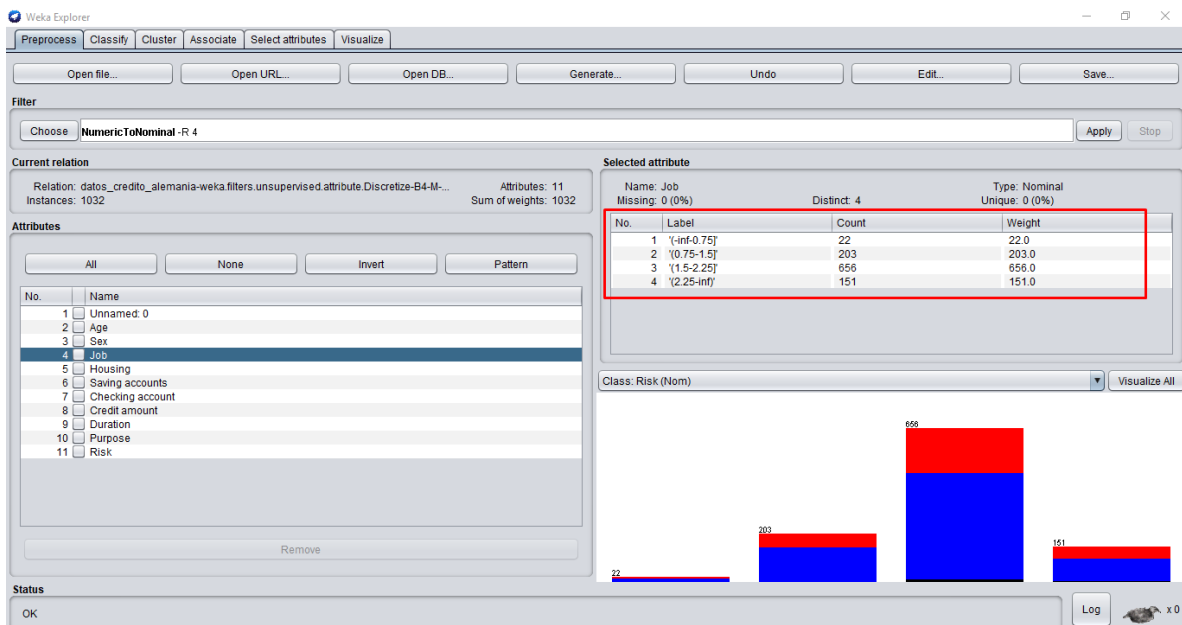 Weka Explorer
Preprocess Classify Cluster Associate Select attributes Visualize
Open file... Open URL... Open DB... Generate... Undo Edit... Save...
Filter
Choose NumericToNominal -R 4 Apply Stop
Current relation
Relation: datos_credito_alemania-weka.filters.unsupervised.attribute.Discretize-B4-M-... Attributes: 11
Instances: 1032 Sum of weights: 1032
Attributes
All None Invert Pattern
No. Name
1 Unnamed: 0
2 Age
3 Sex
4 Job
5 Housing
6 Saving accounts
7 Checking account
8 Credit amount
9 Duration
10 Purpose
11 Risk
Remove
Selected attribute
Name: Job Type: Nominal
Missing: 0 (0%) Distinct: 4 Unique: 0 (0%)
No. Label Count Weight
1 '(-inf-0.75]' 22 22.0
2 '(0.75-1.5]' 203 203.0
3 '(1.5-2.25]' 656 656.0
4 '(2.25-inf)' 151 151.0
Class: Risk (Nom) Visualize All
22
203
656
151
Status
OK
Log x 0